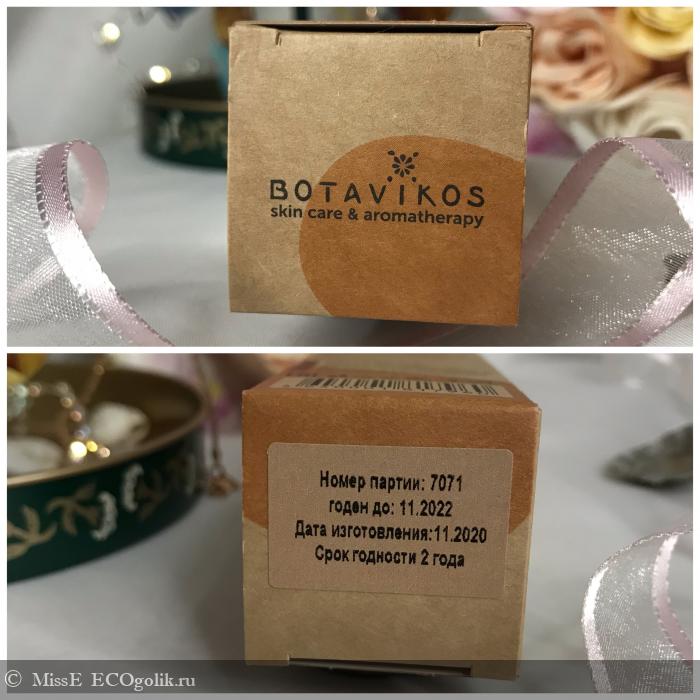 BOTAVIKOS
skin care & aromatherapy
Номер партии: 7071
годен до: 11.2022
Дата изготовления:11.2020
Срок годности 2 года
© MissE ECOgolik.ru